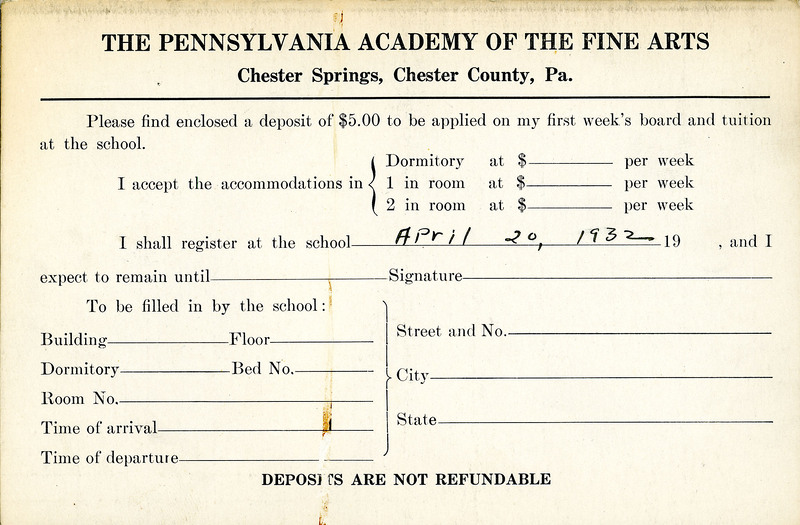 THE PENNSYLVANIA ACADEMY OF THE FINE ARTS
Chester Springs, Chester County, Pa.
Please find enclosed a deposit of $5.00 to be applied on my first week's board and tuition
at the school.
I accept the accommodations in
Dormitory at $ per week
1 in room at $ per week
2 in room at $ per week
I shall register at the school April 20, 1932 19 , and I
expect to remain until Signature
To be filled in by the school:
Building Floor
Dormitory Bed No.
Room No.
Time of arrival
Time of departure
Street and No.
City
State
DEPOSITS ARE NOT REFUNDABLE